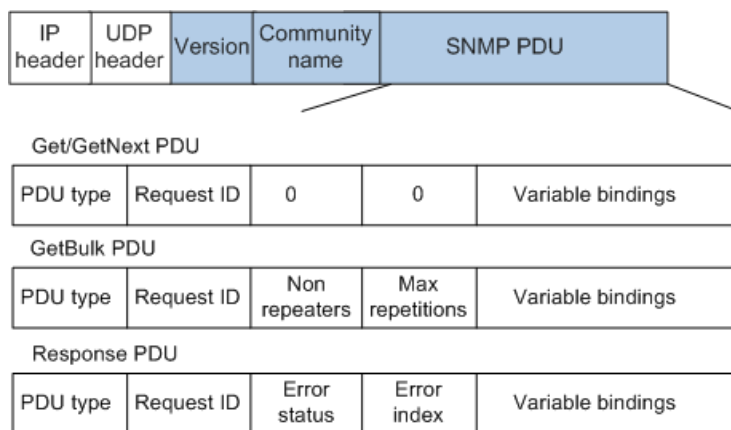 IP header UDP header Version Community name SNMP PDU
Get/GetNext PDU
PDU type Request ID 0 0 Variable bindings
GetBulk PDU
PDU type Request ID Non repeaters Max repetitions Variable bindings
Response PDU
PDU type Request ID Error status Error index Variable bindings